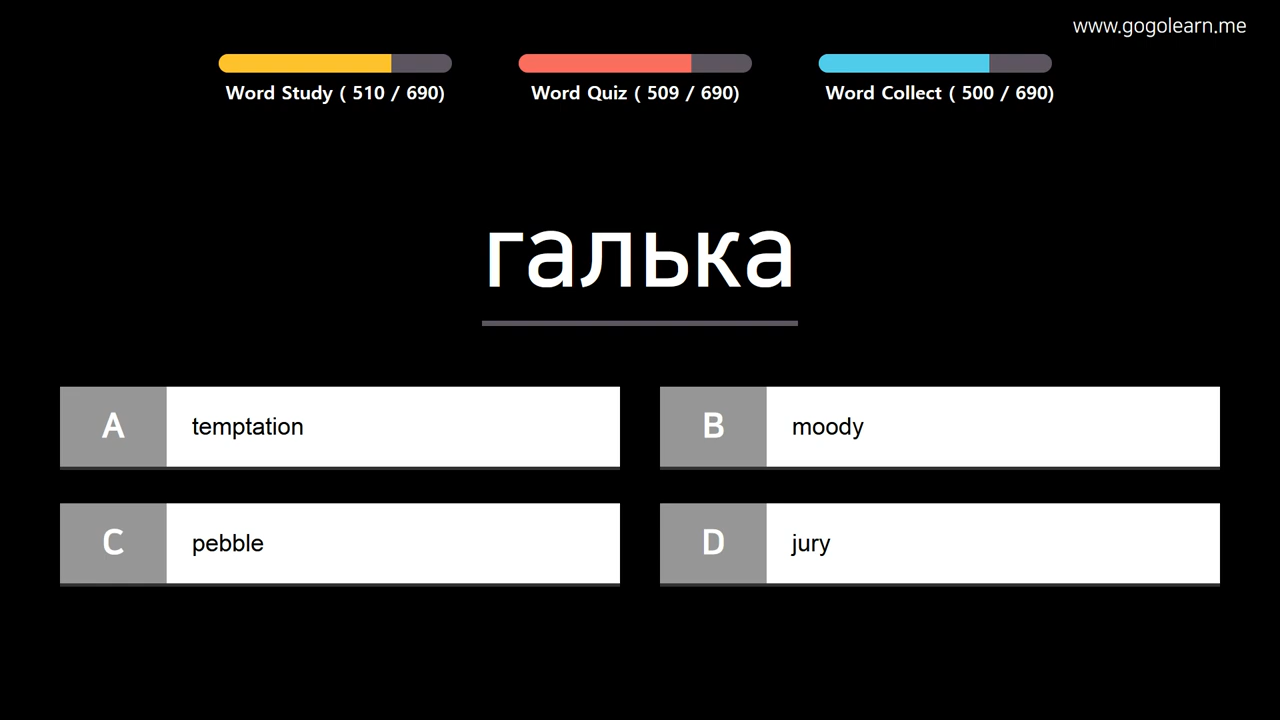 www.gogolearn.me
Word Study ( 510 / 690)
Word Quiz ( 509 / 690)
Word Collect ( 500 / 690)
галька
A temptation
B moody
C pebble
D jury